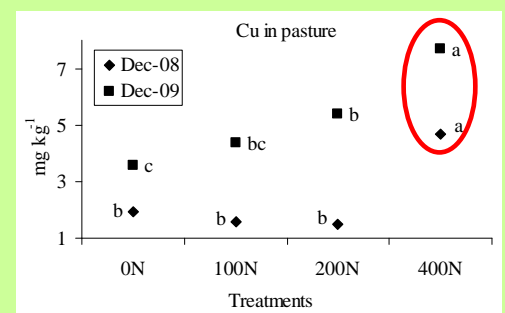 Cu in pasture
Dec-08
Dec-09
mg kg-1
7
5
3
1
c
bc
b
a
b
b
b
a
0N 100N 200N 400N
Treatments